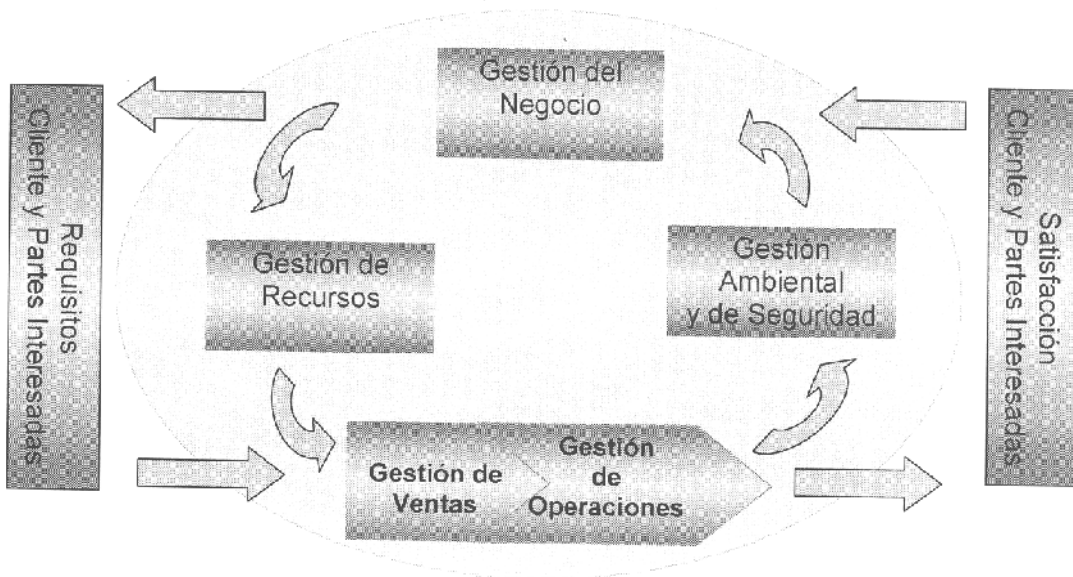 Gestión del
Negocio
Requisitos
Cliente y Partes Interesadas
Gestión de
Recursos
Gestión
Ambiental
y de Seguridad
Satisfacción
Cliente y Partes Interesadas
Gestión de
Ventas
Gestión
de
Operaciones